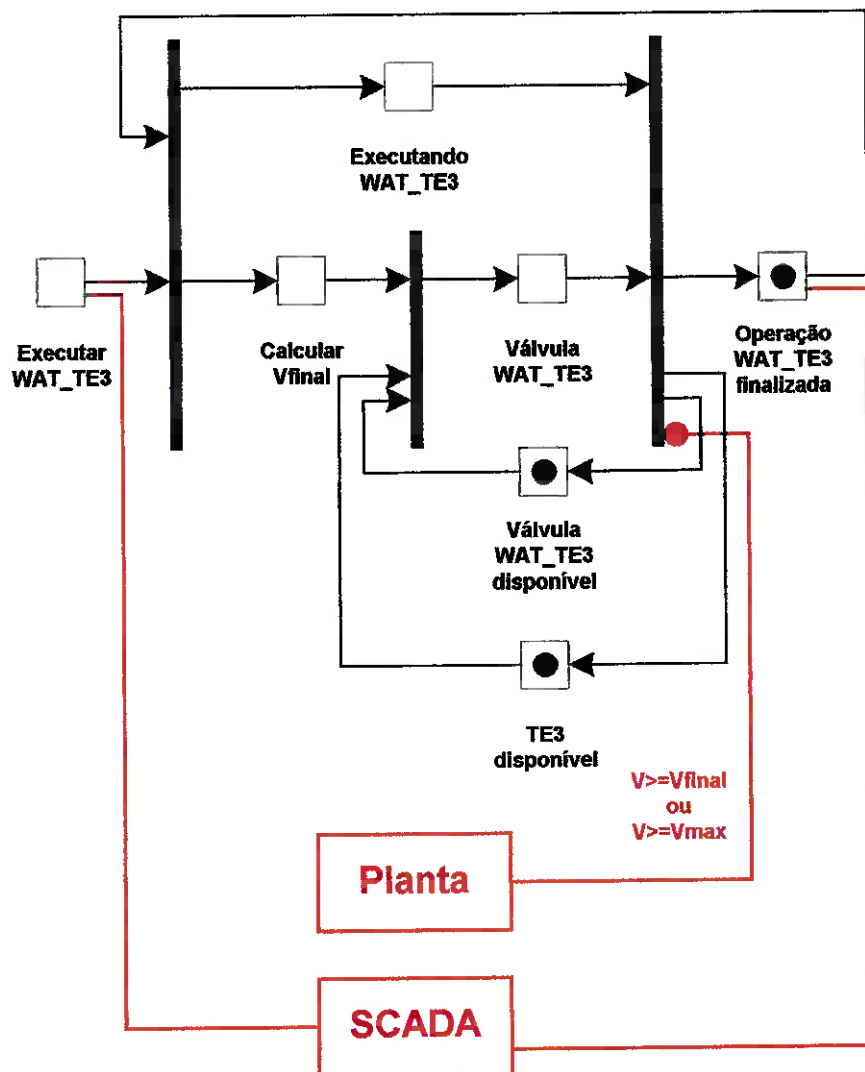 Executando
WAT_TE3
Executar
WAT_TE3
Calcular
Vfinal
Válvula
WAT_TE3
Operação
WAT_TE3
finalizada
Válvula
WAT_TE3
disponível
TE3
disponível
V>=Vfinal
ou
V>=Vmax
Planta
SCADA